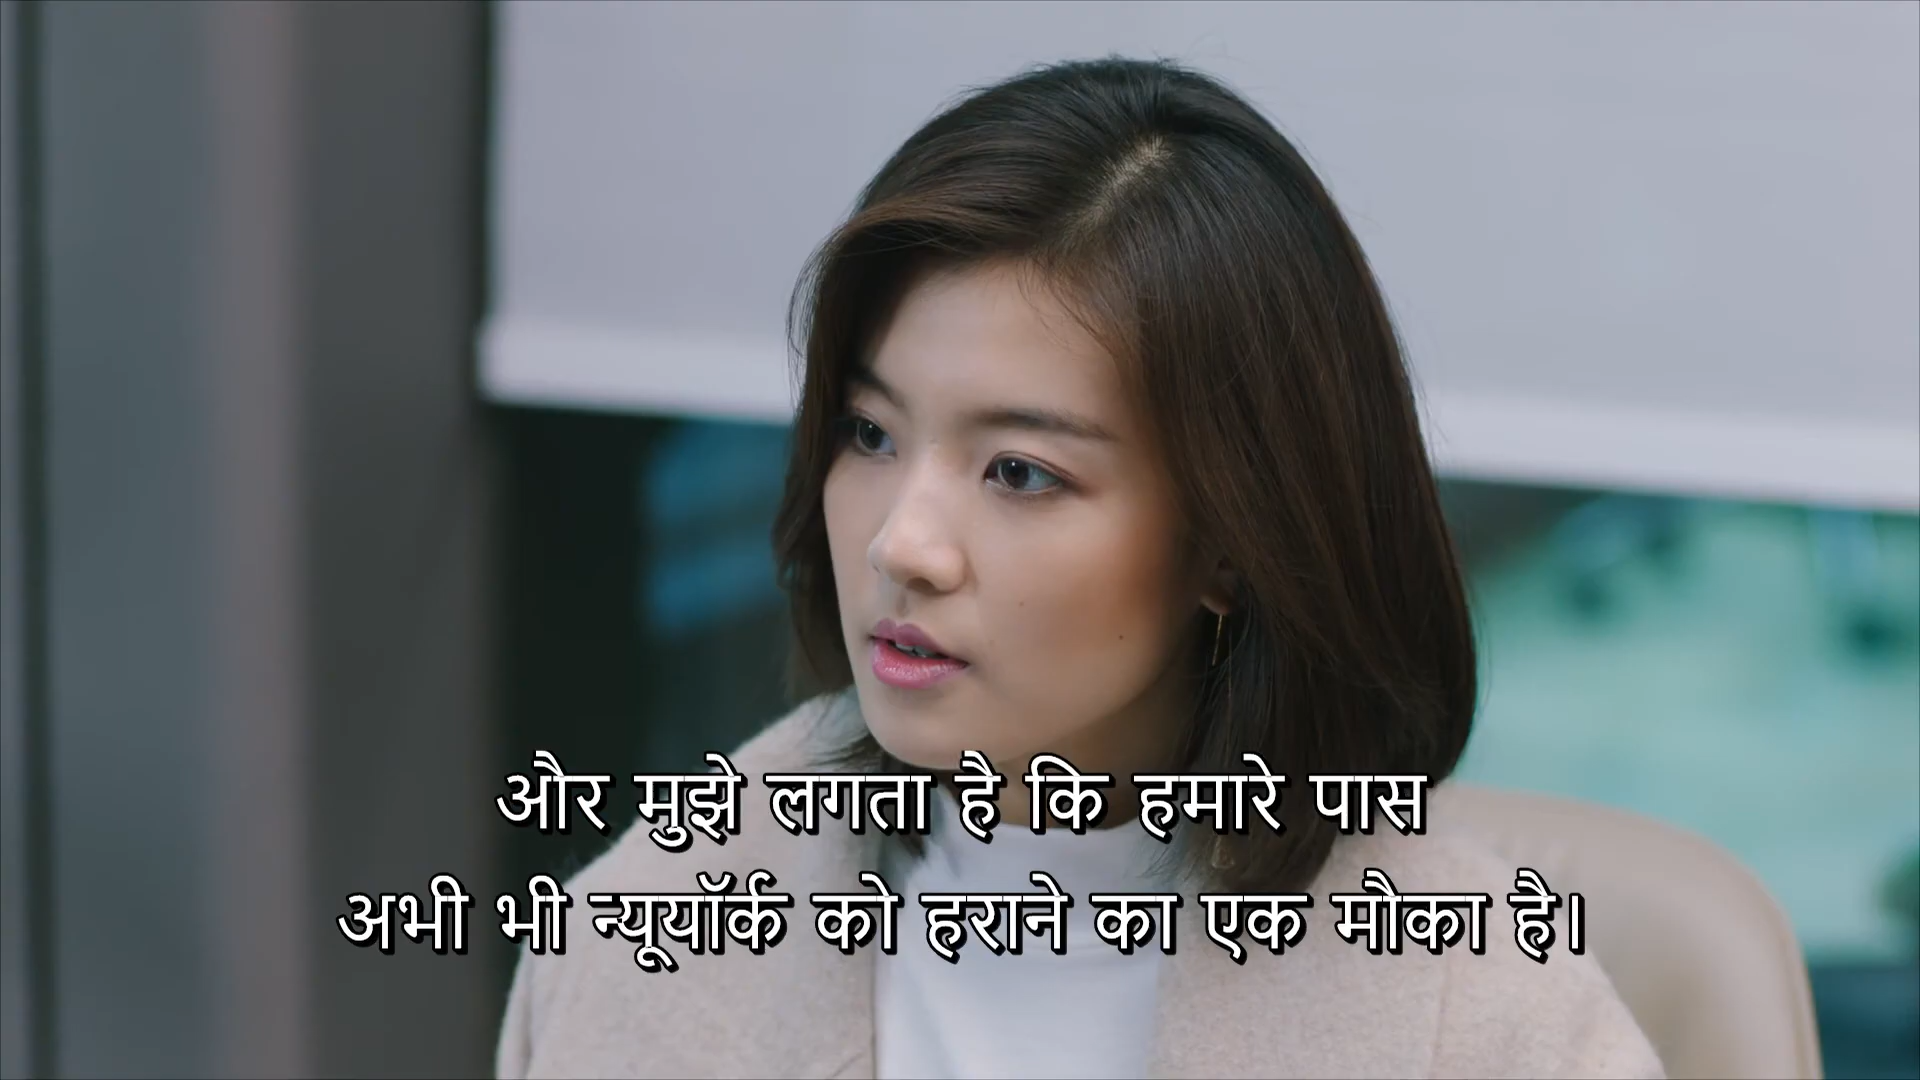 और मुझे लगता है कि हमारे पास
अभी भी न्यूयॉर्क को हराने का एक मौका है।